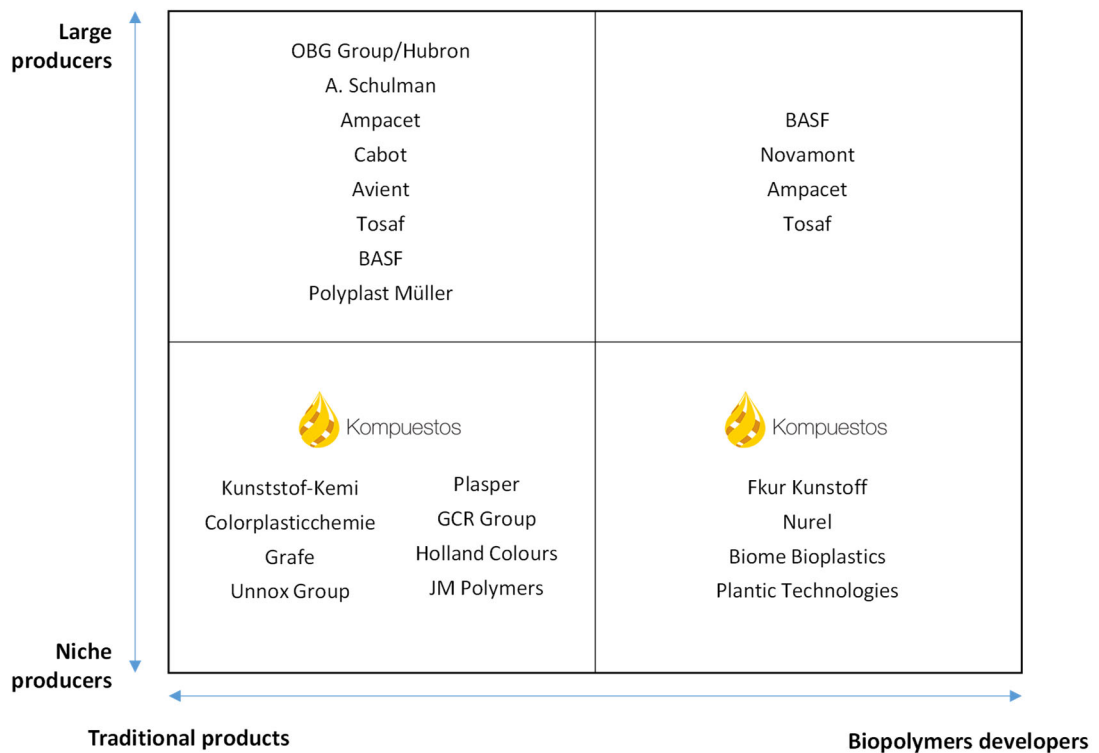 Large
producers
OBG Group/Hubron
A. Schulman
Ampacet
Cabot
Avient
Tosaf
BASF
Polyplast Müller
BASF
Novamont
Ampacet
Tosaf
Kompuestos
Kunststof-Kemi
Colorplasticchemie
Grafe
Unnox Group
Plasper
GCR Group
Holland Colours
JM Polymers
Kompuestos
Fkur Kunstoff
Nurel
Biome Bioplastics
Plantic Technologies
Niche
producers
Traditional products
Biopolymers developers